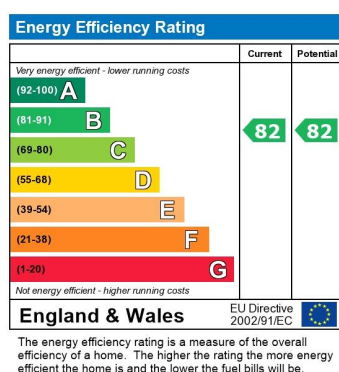 Energy Efficiency Rating
Current Potential
Very energy efficient - lower running costs
(92-100) A
(81-91) B
82 82
(69-80) C
(55-68) D
(39-54) E
(21-38) F
(1-20) G
Not energy efficient - higher running costs
England & Wales
EU Directive
2002/91/EC
The energy efficiency rating is a measure of the overall
efficiency of a home. The higher the rating the more energy
efficient the home is and the lower the fuel bills will be.